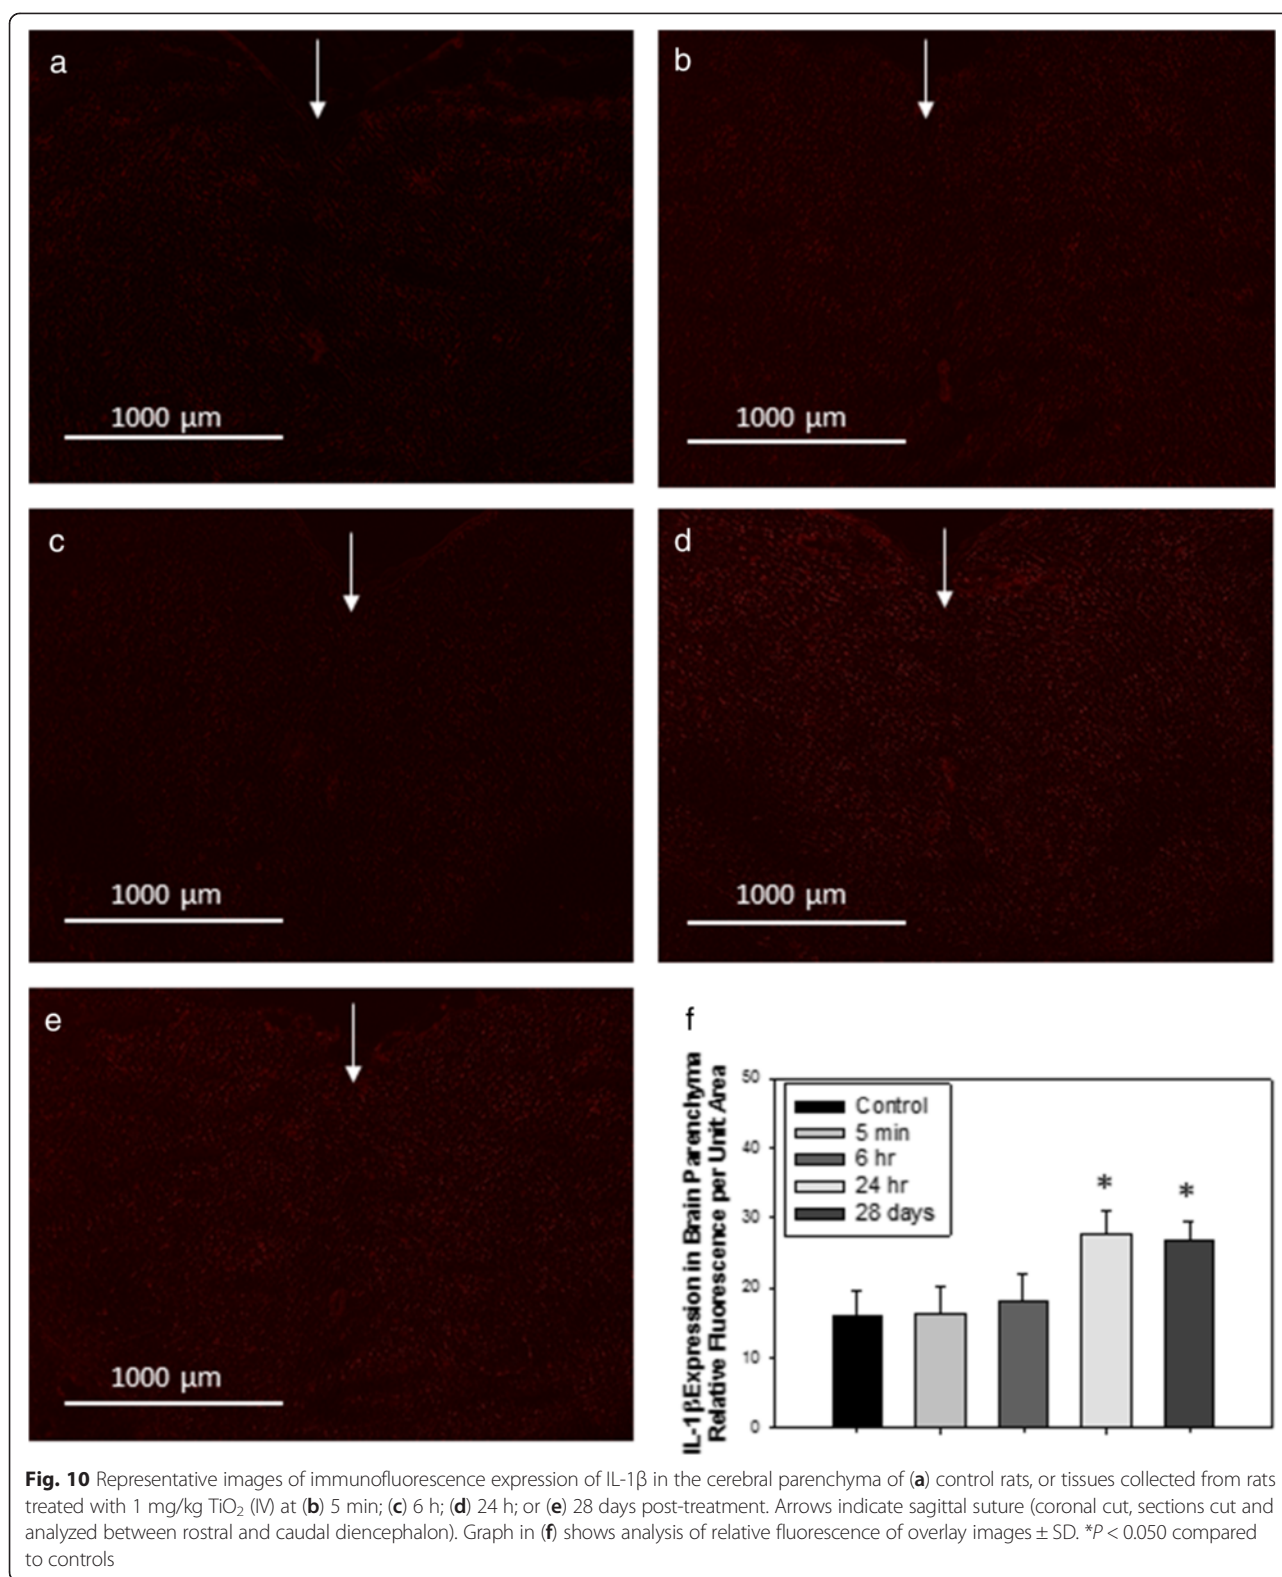 a
1000 μm
b
1000 μm
c
1000 μm
d
1000 μm
e
1000 μm
f
IL-1βExpression in Brain Parenchyma
Relative Fluorescence per Unit Area
50
40
30
20
10
0
Control
5 min
6 hr
24 hr
28 days
*
*
Fig. 10 Representative images of immunofluorescence expression of IL-1β in the cerebral parenchyma of (a) control rats, or tissues collected from rats
treated with 1 mg/kg TiO₂ (IV) at (b) 5 min; (c) 6 h; (d) 24 h; or (e) 28 days post-treatment. Arrows indicate sagittal suture (coronal cut, sections cut and
analyzed between rostral and caudal diencephalon). Graph in (f) shows analysis of relative fluorescence of overlay images ± SD. *P < 0.050 compared
to controls